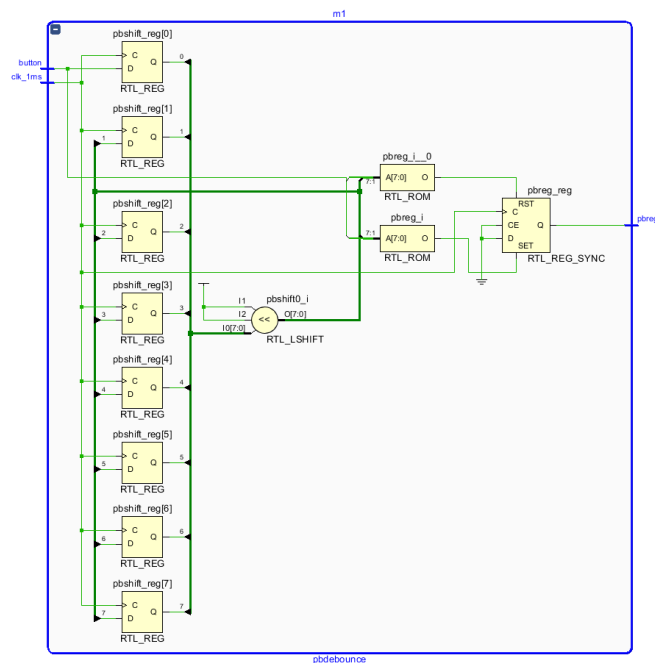 m1
button
clk_1ms
pbshift_reg[0]
C
D
Q
0
RTL_REG
pbshift_reg[1]
C
1
D
Q
1
RTL_REG
pbshift_reg[2]
C
2
D
Q
2
RTL_REG
pbshift_reg[3]
C
3
D
Q
3
RTL_REG
pbshift_reg[4]
C
4
D
Q
4
RTL_REG
pbshift_reg[5]
C
5
D
Q
5
RTL_REG
pbshift_reg[6]
C
6
D
Q
6
RTL_REG
pbshift_reg[7]
C
7
D
Q
7
RTL_REG
pbshift0_i
I1
I2
I0[7:0]
<<
O[7:0]
RTL_LSHIFT
pbreg_i__0
7:1
A[7:0] O
RTL_ROM
pbreg_i
7:1
A[7:0] O
RTL_ROM
pbreg_reg
RST
C
CE
D
SET
Q
RTL_REG_SYNC
pbreg
pbdebounce